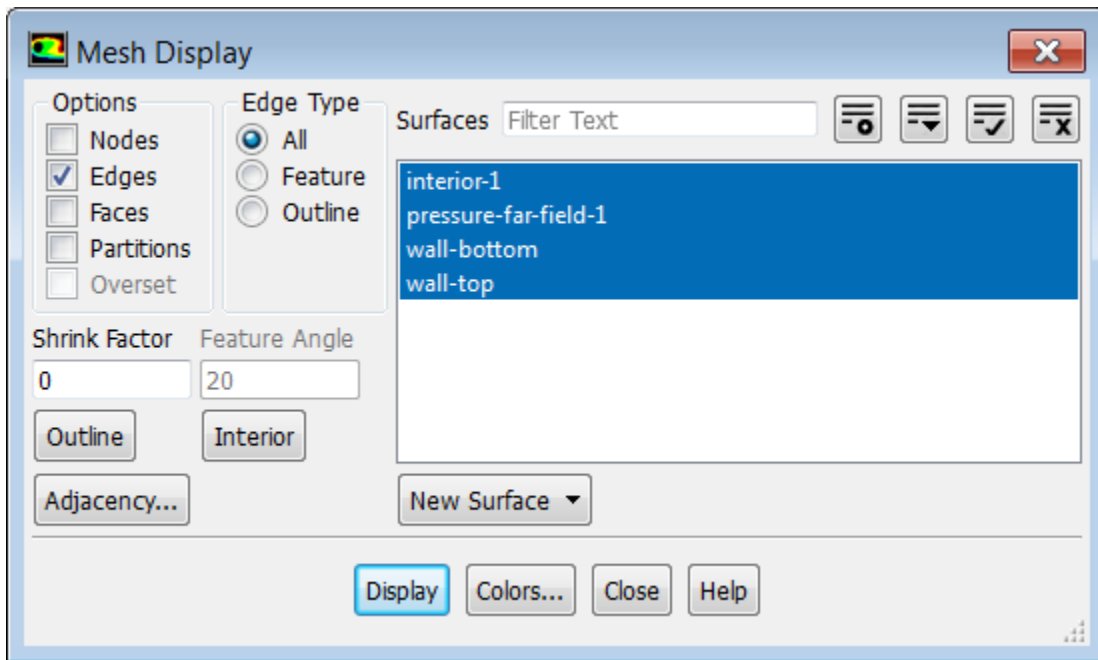 Mesh Display
Options
Nodes
Edges
Faces
Partitions
Overset
Edge Type
All
Feature
Outline
Shrink Factor
Feature Angle
0
20
Outline
Interior
Adjacency...
Surfaces
Filter Text
interior-1
pressure-far-field-1
wall-bottom
wall-top
New Surface
Display
Colors...
Close
Help